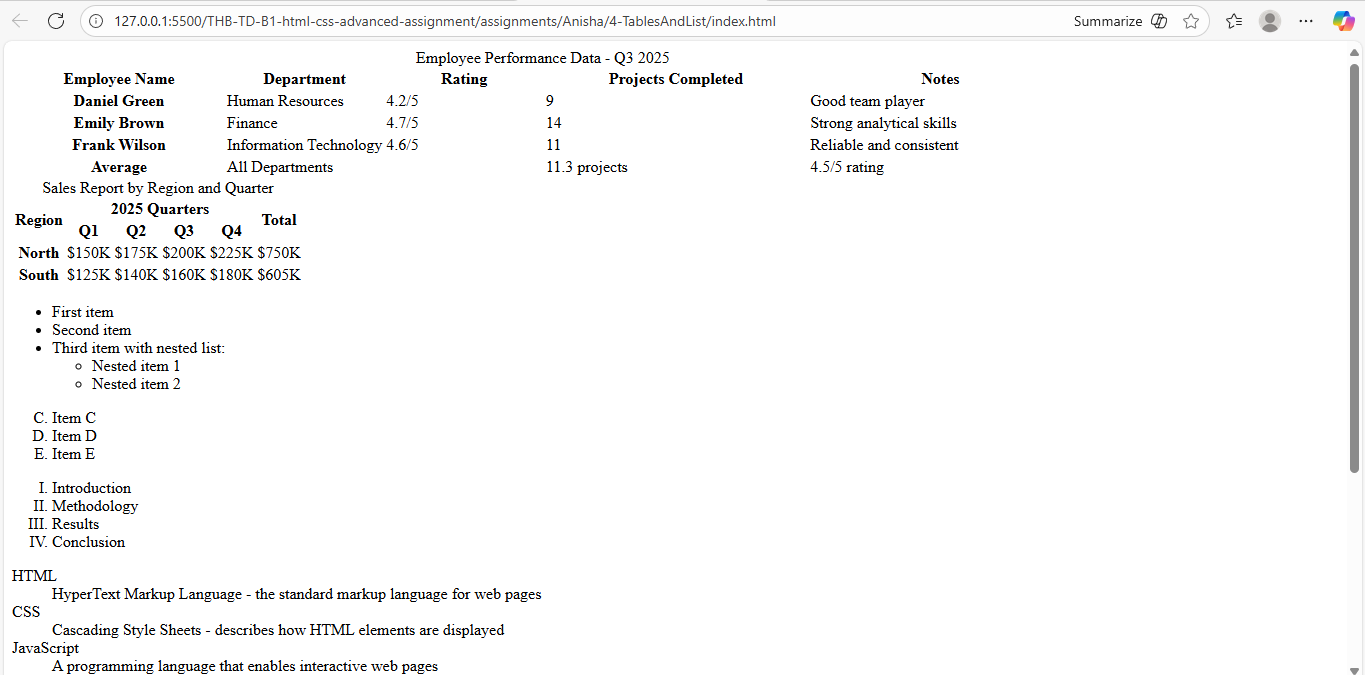 127.0.0.1:5500/THB-TD-B1-html-css-advanced-assignment/assignments/Anisha/4-TablesAndList/index.html Summarize
Employee Performance Data - Q3 2025
Employee Name Department Rating Projects Completed Notes
Daniel Green Human Resources 4.2/5 9 Good team player
Emily Brown Finance 4.7/5 14 Strong analytical skills
Frank Wilson Information Technology 4.6/5 11 Reliable and consistent
Average All Departments 11.3 projects 4.5/5 rating
Sales Report by Region and Quarter
Region 2025 Quarters Total
Q1 Q2 Q3 Q4
North $150K $175K $200K $225K $750K
South $125K $140K $160K $180K $605K
• First item
• Second item
• Third item with nested list:
◦ Nested item 1
◦ Nested item 2
C. Item C
D. Item D
E. Item E
I. Introduction
II. Methodology
III. Results
IV. Conclusion
HTML
HyperText Markup Language - the standard markup language for web pages
CSS
Cascading Style Sheets - describes how HTML elements are displayed
JavaScript
A programming language that enables interactive web pages